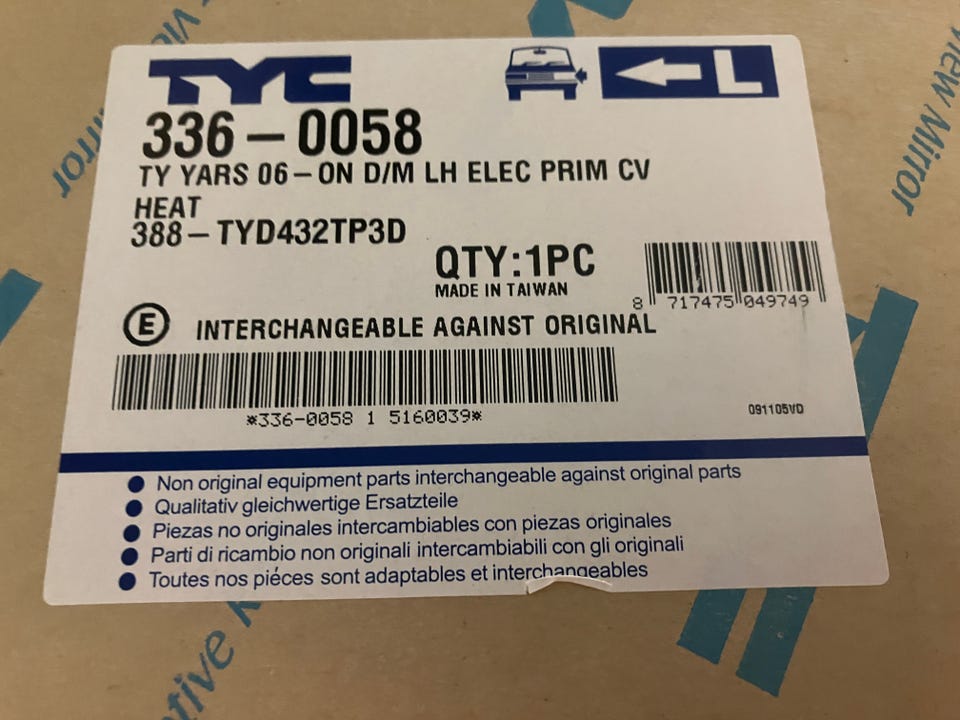 TYC
L
336-0058
TY YARS 06-ON D/M LH ELEC PRIM CV
HEAT
388-TYD432TP3D
QTY:1PC
MADE IN TAIWAN
8 717475 049749
E INTERCHANGEABLE AGAINST ORIGINAL
*336-0058 1 5160039*
091105VD
Non original equipment parts interchangeable against original parts
Qualitativ gleichwertige Ersatzteile
Piezas no originales intercambiables con piezas originales
Parti di ricambio non originali intercambiabili con gli originali
Toutes nos piéces sont adaptables et interchangeables
view Mirror